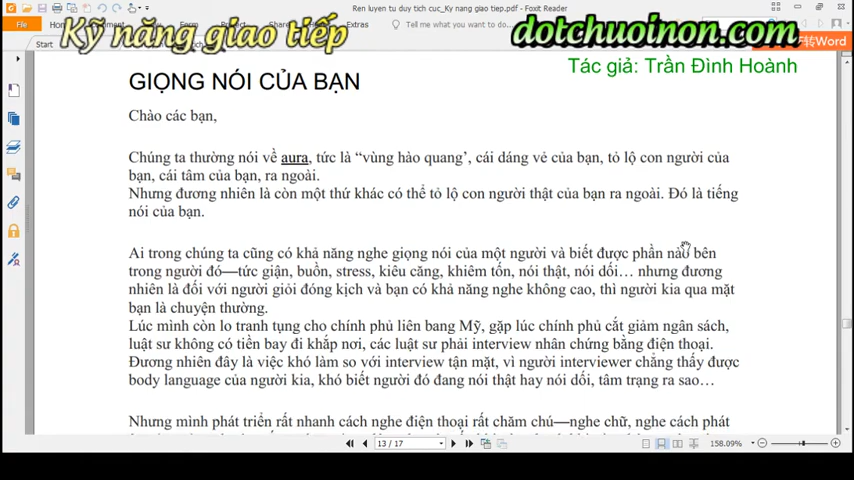 Ren luyen tu duy tich cuc_Ky nang giao tiep.pdf - Foxit Reader
File
Extras
Tell me what you want to do...
Start
Kỹ năng giao tiếp
dotchuoinon.com
Word
Tác giả: Trần Đình Hoành
GIỌNG NÓI CỦA BẠN
Chào các bạn,
Chúng ta thường nói về aura, tức là “vùng hào quang’, cái dáng vẻ của bạn, tỏ lộ con người của
bạn, cái tâm của bạn, ra ngoài.
Nhưng đương nhiên là còn một thứ khác có thể tỏ lộ con người thật của bạn ra ngoài. Đó là tiếng
nói của bạn.
Ai trong chúng ta cũng có khả năng nghe giọng nói của một người và biết được phần nào bên
trong người đó—tức giận, buồn, stress, kiêu căng, khiêm tốn, nói thật, nói dối… nhưng đương
nhiên là đối với người giỏi đóng kịch và bạn có khả năng nghe không cao, thì người kia qua mặt
bạn là chuyện thường.
Lúc mình còn lo tranh tụng cho chính phủ liên bang Mỹ, gặp lúc chính phủ cắt giảm ngân sách,
luật sư không có tiền bay đi khắp nơi, các luật sư phải interview nhân chứng bằng điện thoại.
Đương nhiên đây là việc khó làm so với interview tận mặt, vì người interviewer chẳng thấy được
body language của người kia, khó biết người đó đang nói thật hay nói dối, tâm trạng ra sao…
Nhưng mình phát triển rất nhanh cách nghe điện thoại rất chăm chú—nghe chữ, nghe cách phát
13 / 17
158.09%